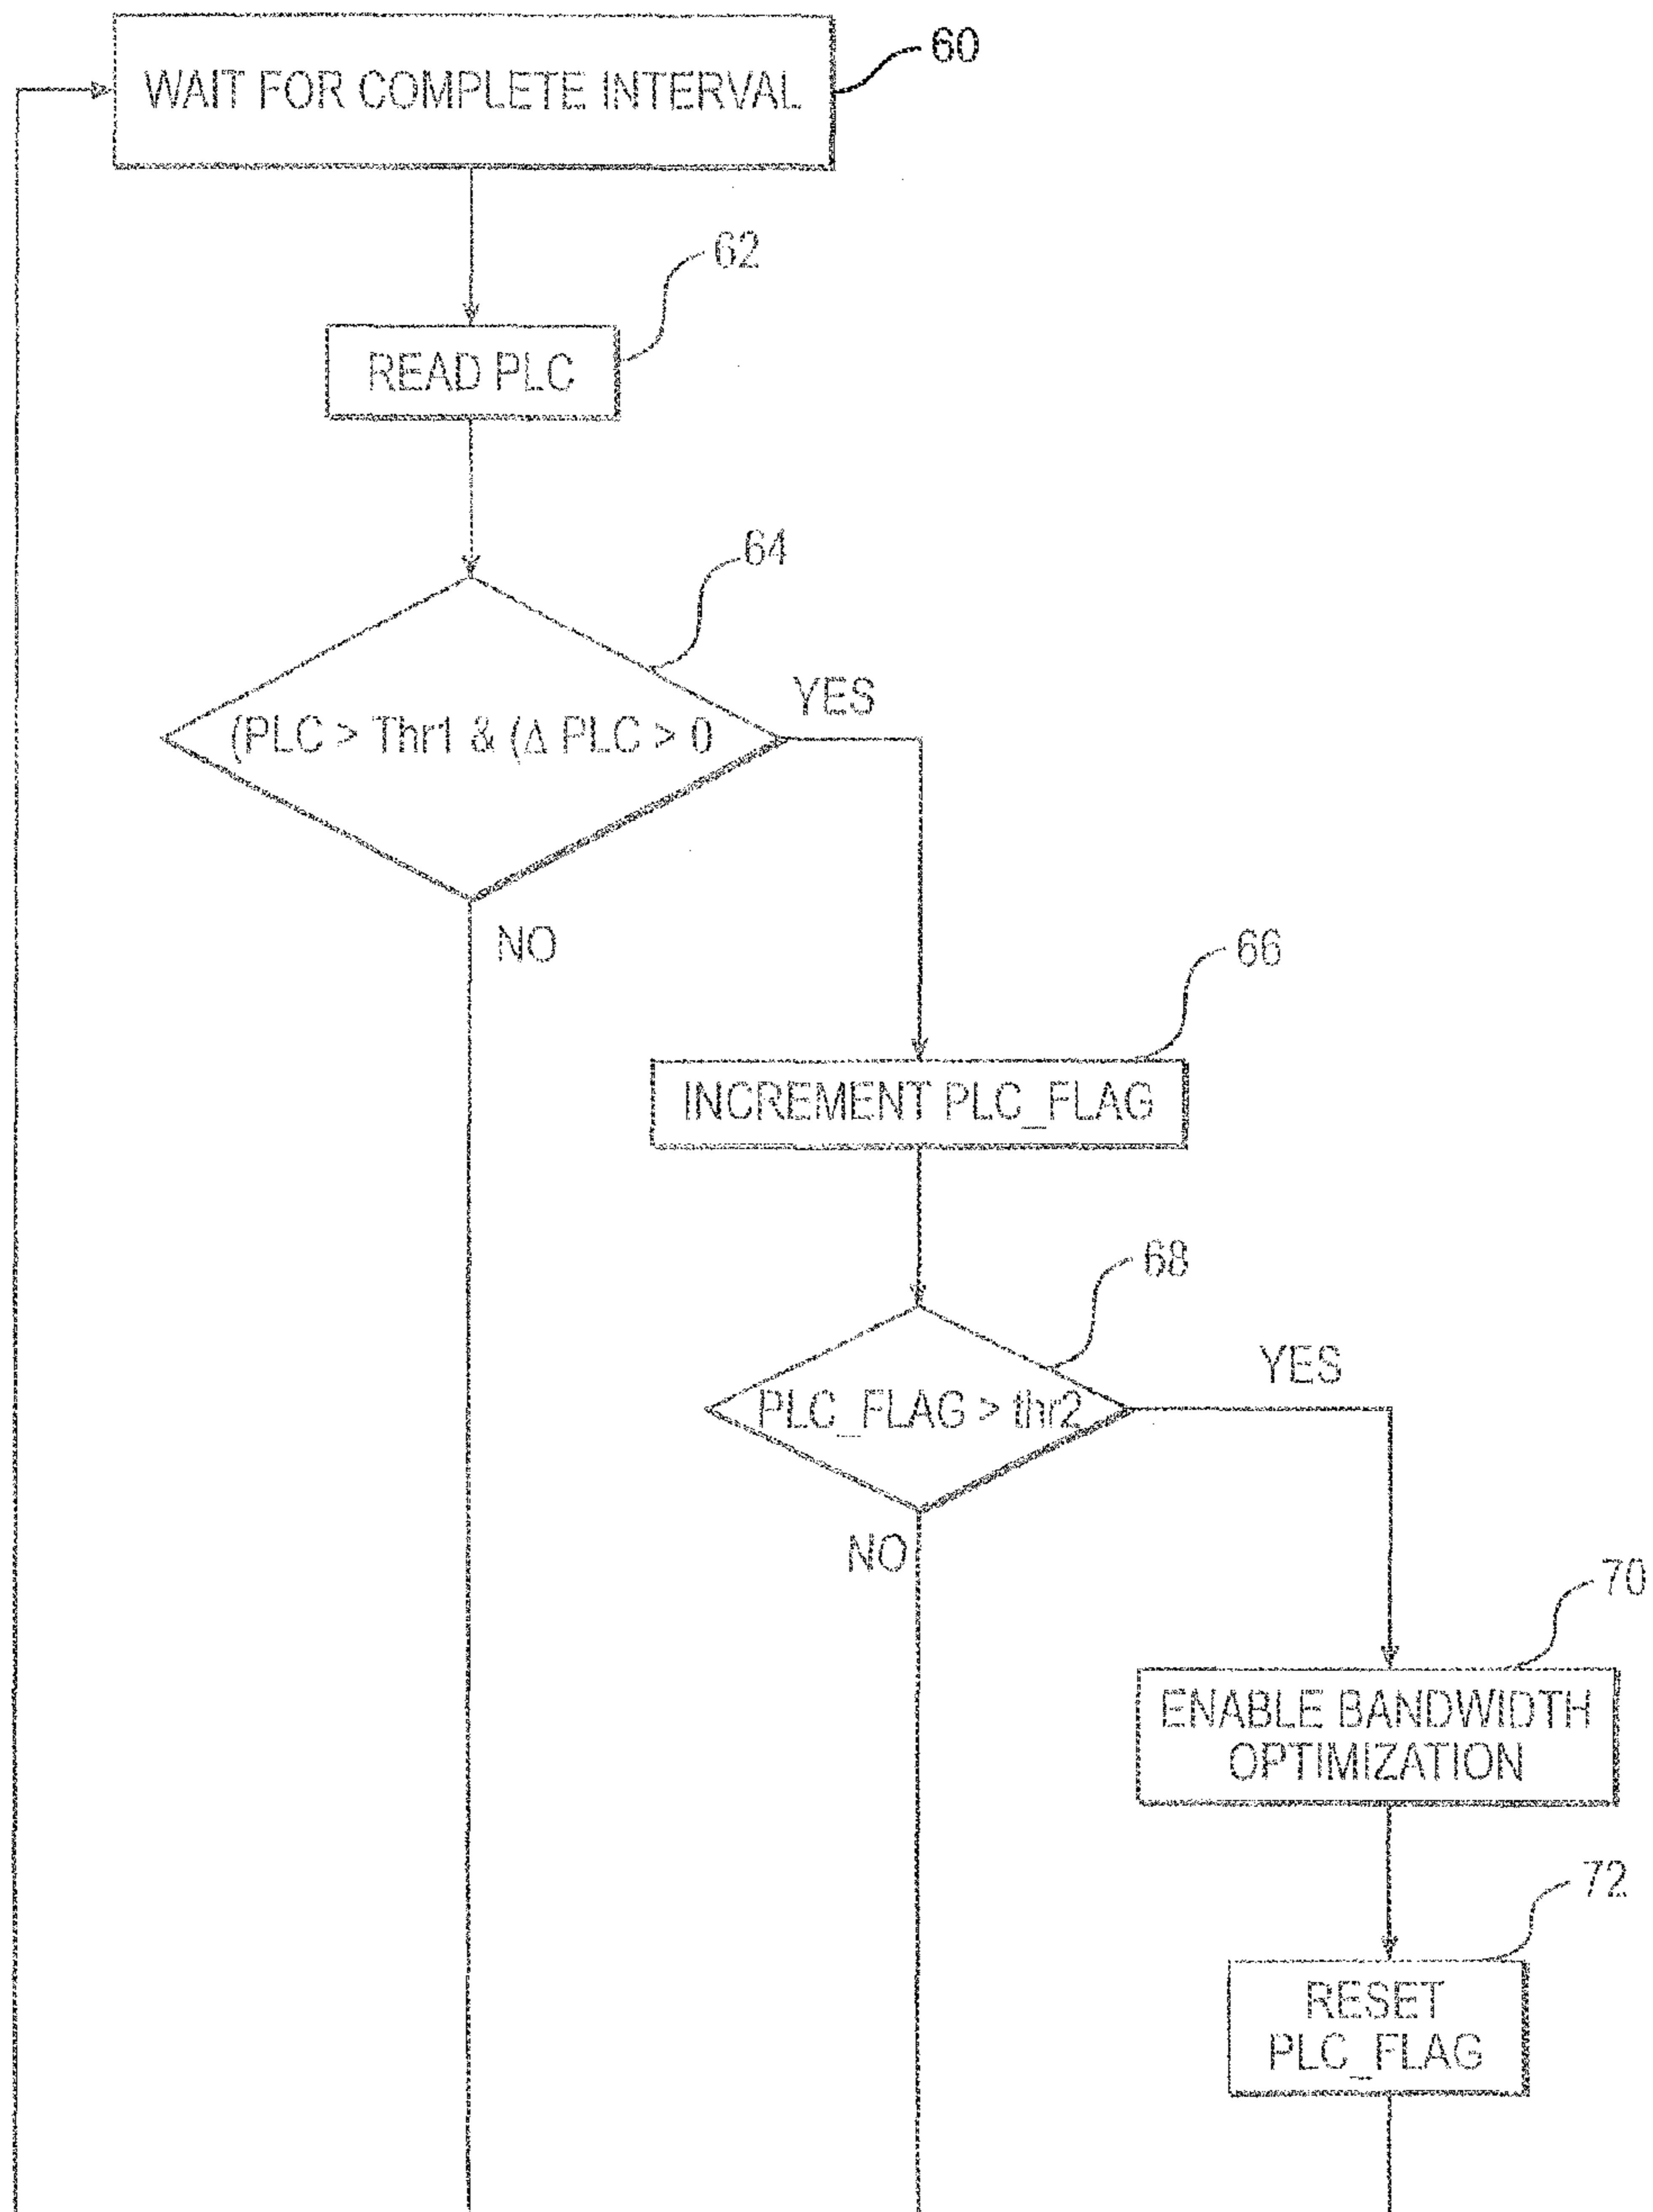 60
WAIT FOR COMPLETE INTERVAL
62
READ PLC
64
YES
(PLC > Thr1 & (Δ PLC > 0
NO
66
INCREMENT PLC_FLAG
68
YES
PLC_FLAG > thr2
NO
70
ENABLE BANDWIDTH
OPTIMIZATION
72
RESET
PLC_FLAG